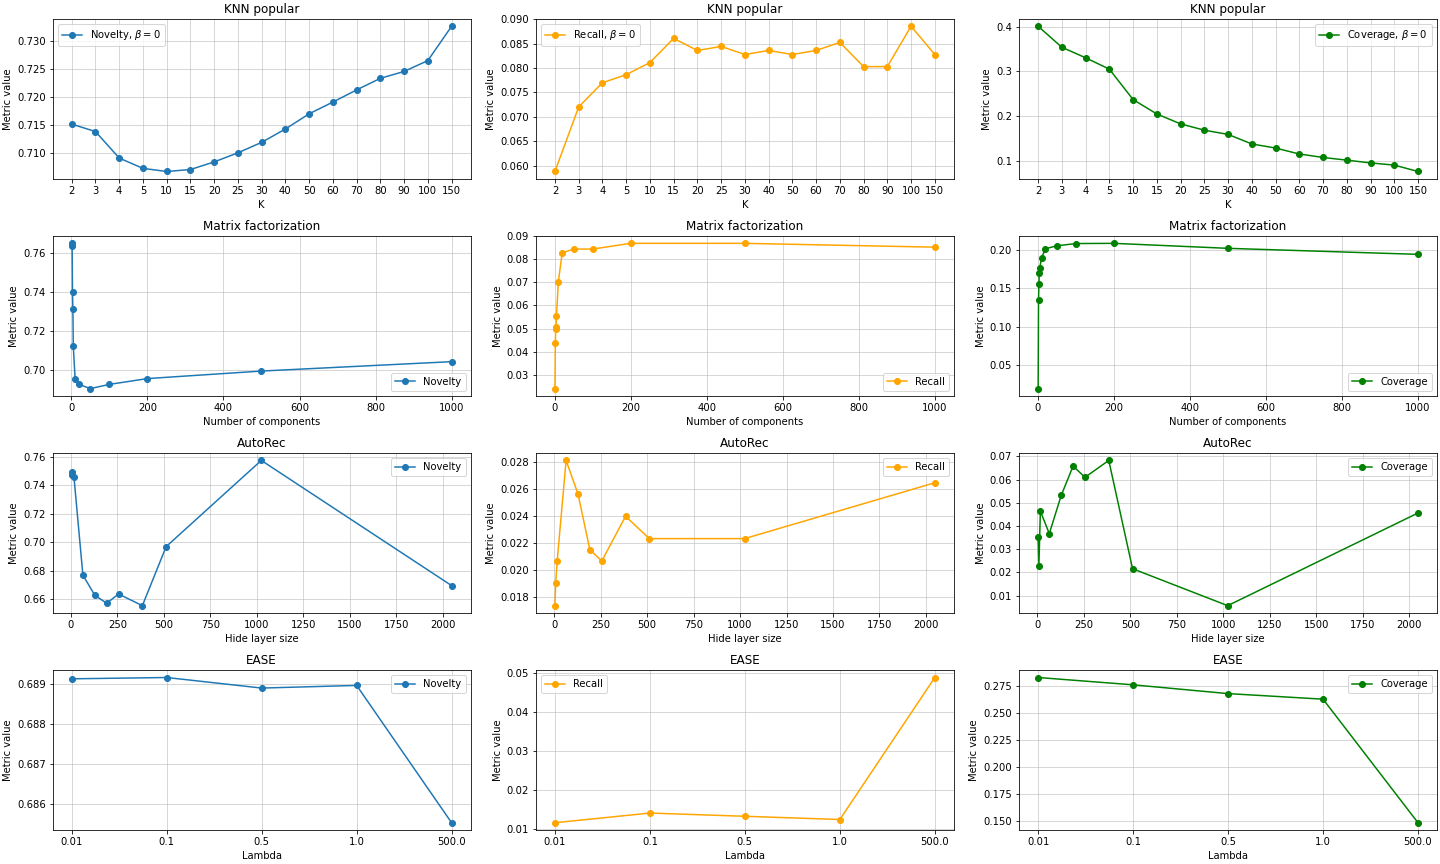 KNN popular
Metric value
0.730
0.725
0.720
0.715
0.710
Novelty, β = 0
2 3 4 5 10 15 20 25 30 40 50 60 70 80 90 100 150
K
KNN popular
Metric value
0.090
0.085
0.080
0.075
0.070
0.065
0.060
Recall, β = 0
2 3 4 5 10 15 20 25 30 40 50 60 70 80 90 100 150
K
KNN popular
Metric value
0.4
0.3
0.2
0.1
Coverage, β = 0
2 3 4 5 10 15 20 25 30 40 50 60 70 80 90 100 150
K
Matrix factorization
Metric value
0.76
0.74
0.72
0.70
Novelty
0 200 400 600 800 1000
Number of components
Matrix factorization
Metric value
0.09
0.08
0.07
0.06
0.05
0.04
0.03
Recall
0 200 400 600 800 1000
Number of components
Matrix factorization
Metric value
0.20
0.15
0.10
0.05
Coverage
0 200 400 600 800 1000
Number of components
AutoRec
Metric value
0.76
0.74
0.72
0.70
0.68
0.66
Novelty
0 250 500 750 1000 1250 1500 1750 2000
Hide layer size
AutoRec
Metric value
0.028
0.026
0.024
0.022
0.020
0.018
Recall
0 250 500 750 1000 1250 1500 1750 2000
Hide layer size
AutoRec
Metric value
0.07
0.06
0.05
0.04
0.03
0.02
0.01
Coverage
0 250 500 750 1000 1250 1500 1750 2000
Hide layer size
EASE
Metric value
0.689
0.688
0.687
0.686
Novelty
0.01 0.1 0.5 1.0 500.0
Lambda
EASE
Metric value
0.05
0.04
0.03
0.02
0.01
Recall
0.01 0.1 0.5 1.0 500.0
Lambda
EASE
Metric value
0.275
0.250
0.225
0.200
0.175
0.150
Coverage
0.01 0.1 0.5 1.0 500.0
Lambda